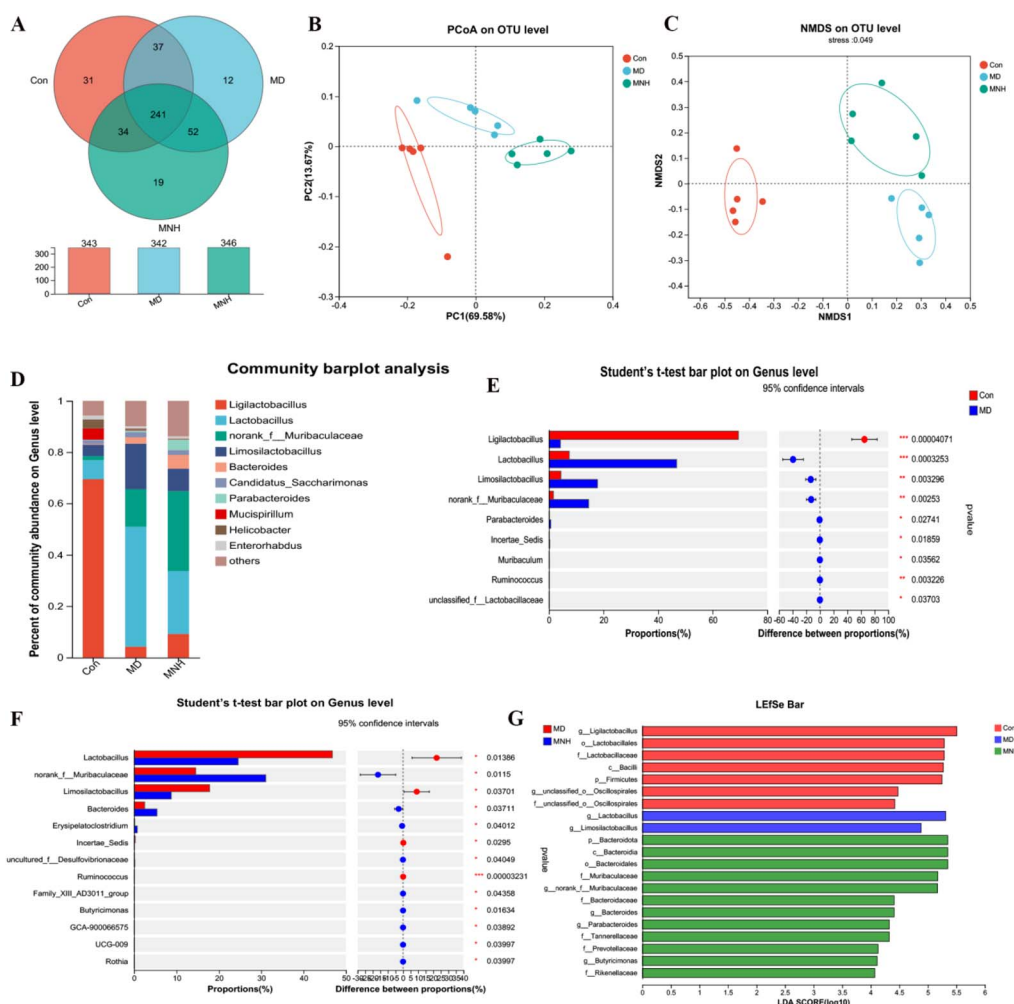 A
Con
31
37
12
MD
241
34
52
19
MNH
343
342
346
300
200
100
0
Con
MD
MNH
B
PCoA on OTU level
Con
MD
MNH
0.2
0.1
0
-0.1
-0.2
-0.3
PC2(13.67%)
-0.4
-0.2
0
0.2
0.4
PC1(69.58%)
C
NMDS on OTU level
stress :0.049
Con
MD
MNH
0.5
0.4
0.3
0.2
0.1
0
-0.1
-0.2
-0.3
-0.4
NMDS2
-0.6
-0.5
-0.4
-0.3
-0.2
-0.1
0
0.1
0.2
0.3
0.4
0.5
NMDS1
D
Community barplot analysis
Percent of community abundance on Genus level
1
0.8
0.6
0.4
0.2
0
Con
MD
MNH
Ligilactobacillus
Lactobacillus
norank_f__Muribaculaceae
Limosilactobacillus
Bacteroides
Candidatus_Saccharimonas
Parabacteroides
Mucispirillum
Helicobacter
Enterorhabdus
others
E
Student's t-test bar plot on Genus level
95% confidence intervals
Con
MD
Ligilactobacillus *** 0.00004071
Lactobacillus *** 0.0003253
Limosilactobacillus ** 0.003296
norank_f__Muribaculaceae ** 0.00253
Parabacteroides * 0.02741
Incertae_Sedis * 0.01859
Muribaculum * 0.03562
Ruminococcus ** 0.003226
unclassified_f__Lactobacillaceae * 0.03703
pvalue
0 20 40 60 80
-60 -40 -20 0 20 40 60 80 100
Proportions(%)
Difference between proportions(%)
F
Student's t-test bar plot on Genus level
95% confidence intervals
MD
MNH
Lactobacillus * 0.01386
norank_f__Muribaculaceae * 0.0115
Limosilactobacillus * 0.03701
Bacteroides * 0.03711
Erysipelatoclostridium * 0.04012
Incertae_Sedis * 0.0295
uncultured_f__Desulfovibrionaceae * 0.04049
Ruminococcus *** 0.00003231
Family_XIII_AD3011_group * 0.04358
Butyricimonas * 0.01634
GCA-900066575 * 0.03892
UCG-009 * 0.03997
Rothia * 0.03997
pvalue
0 10 20 30 40 50
Proportions(%)
Difference between proportions(%)
G
LEfSe Bar
Con
MD
MN
g__Ligilactobacillus
o__Lactobacillales
f__Lactobacillaceae
c__Bacilli
p__Firmicutes
g__unclassified_o__Oscillospirales
f__unclassified_o__Oscillospirales
g__Lactobacillus
g__Limosilactobacillus
p__Bacteroidota
c__Bacteroidia
o__Bacteroidales
f__Muribaculaceae
g__norank_f__Muribaculaceae
f__Bacteroidaceae
g__Bacteroides
g__Parabacteroides
f__Tannerellaceae
f__Prevotellaceae
g__Butyricimonas
f__Rikenellaceae
0 0.5 1 1.5 2 2.5 3 3.5 4 4.5 5 5.5 6
LDA SCORE(log10)